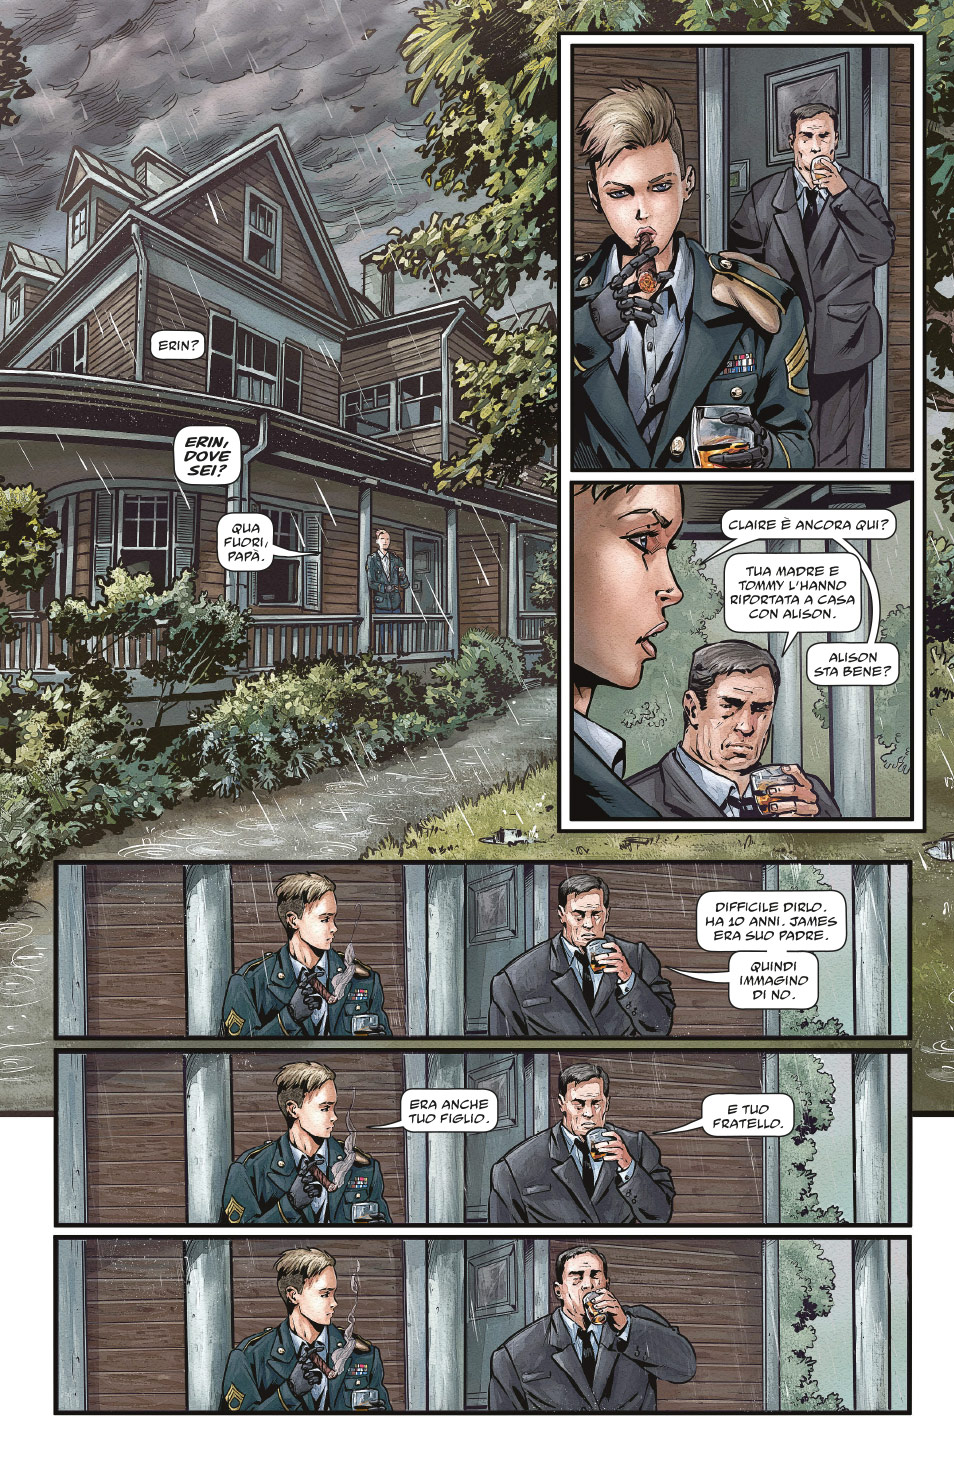 ERIN?
ERIN,
DOVE
SEI?
QUA
FUORI,
PAPÀ.
CLAIRE È ANCORA QUI?
TUA MADRE E
TOMMY L'HANNO
RIPORTATA A CASA
CON ALISON.
ALISON
STA BENE?
DIFFICILE DIRLO.
HA 10 ANNI. JAMES
ERA SUO PADRE.
QUINDI
IMMAGINO
DI NO.
ERA ANCHE
TUO FIGLIO.
E TUO
FRATELLO.